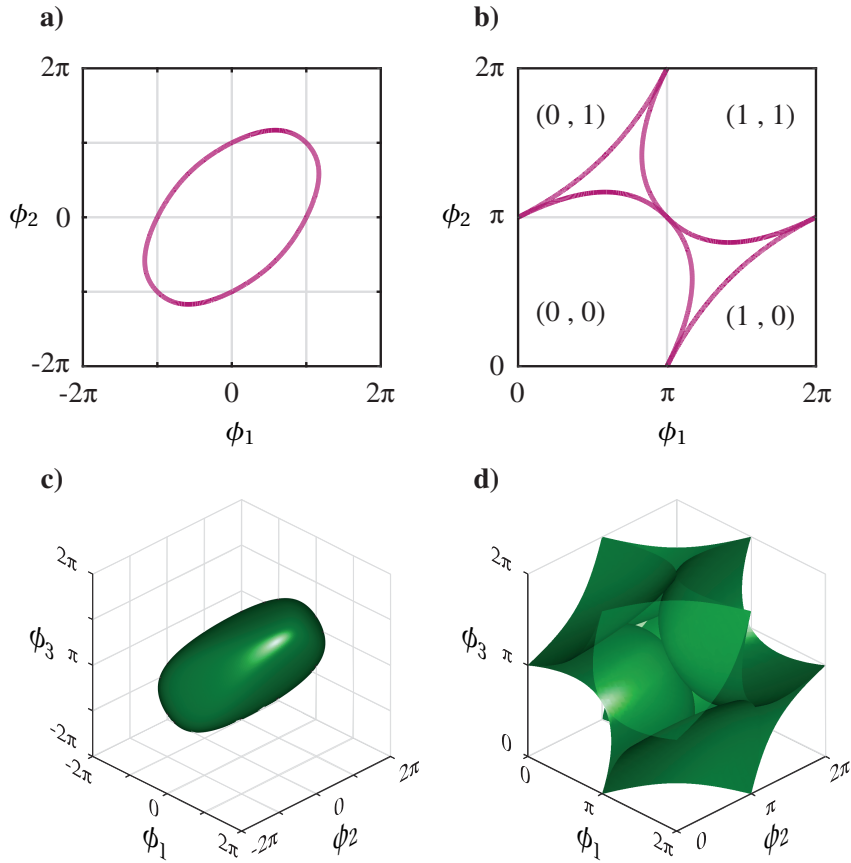 a)
2π
ϕ2
0
-2π
-2π
0
2π
ϕ1
b)
2π
(0 , 1)
(1 , 1)
ϕ2
π
(0 , 0)
(1 , 0)
0
0
π
2π
ϕ1
c)
2π
ϕ3
π
-2π
-2π
0
2π
ϕ1
-2π
0
2π
ϕ2
d)
2π
ϕ3
π
0
0
π
2π
ϕ1
0
π
2π
ϕ2